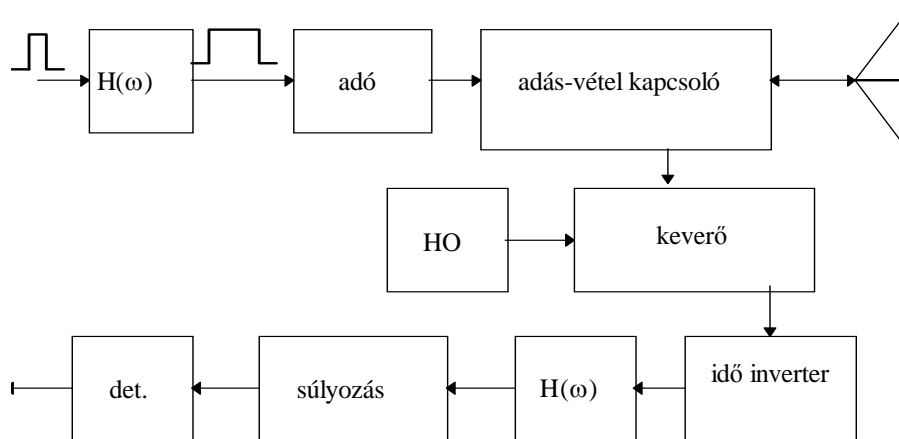 H(ω)
adó
adás-vétel kapcsoló
HO
keverő
det.
súlyozás
H(ω)
idő inverter